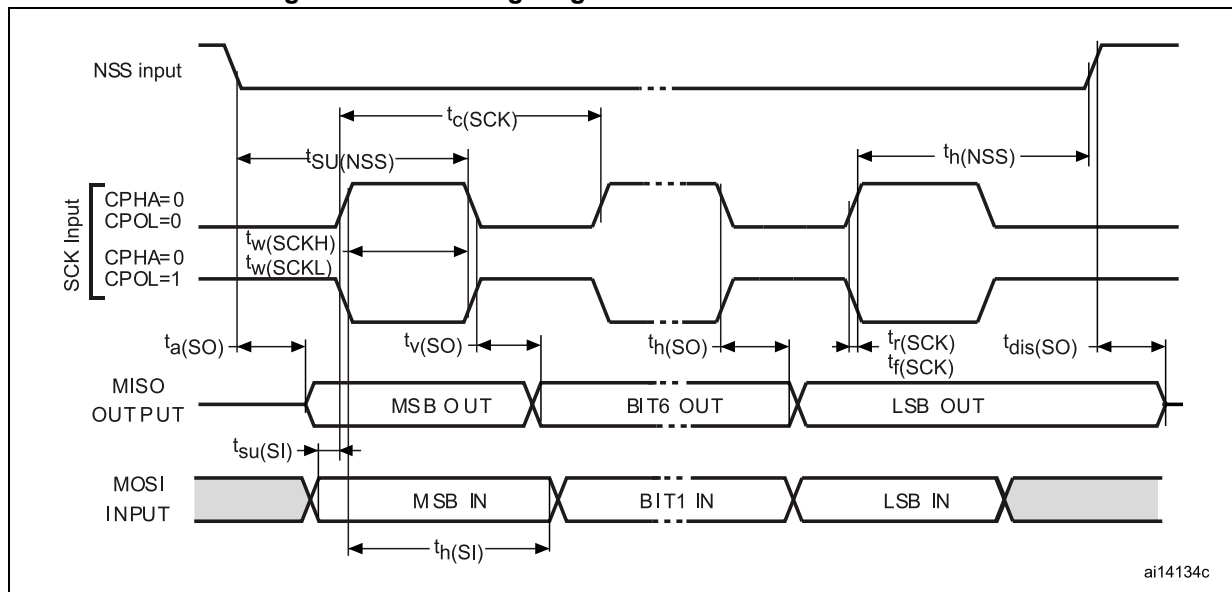 NSS input
tc(SCK)
tSU(NSS)
th(NSS)
SCK Input
CPHA=0
CPOL=0
tw(SCKH)
CPHA=0
tw(SCKL)
CPOL=1
ta(SO)
tv(SO)
th(SO)
tr(SCK)
tf(SCK)
tdis(SO)
MISO
OUTPUT
MSB OUT
BIT6 OUT
LSB OUT
tsu(SI)
MOSI
INPUT
MSB IN
BIT1 IN
LSB IN
th(SI)
ai14134c